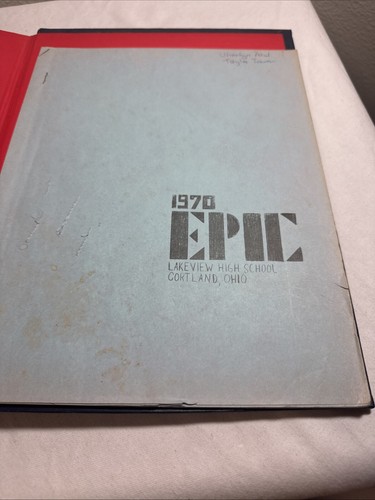 1970
EPIC
LAKEVIEW HIGH SCHOOL
CORTLAND, OHIO